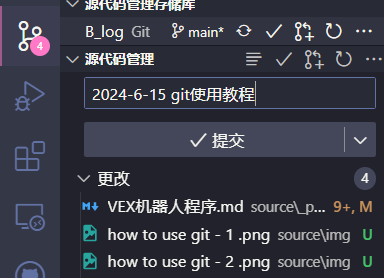 源代码管理存储库
B_log Git main*
源代码管理
4
2024-6-15 git使用教程
提交
更改 4
VEX机器人程序.md source\_p... 9+, M
how to use git - 1 .png source\img U
how to use git - 2 .png source\img U